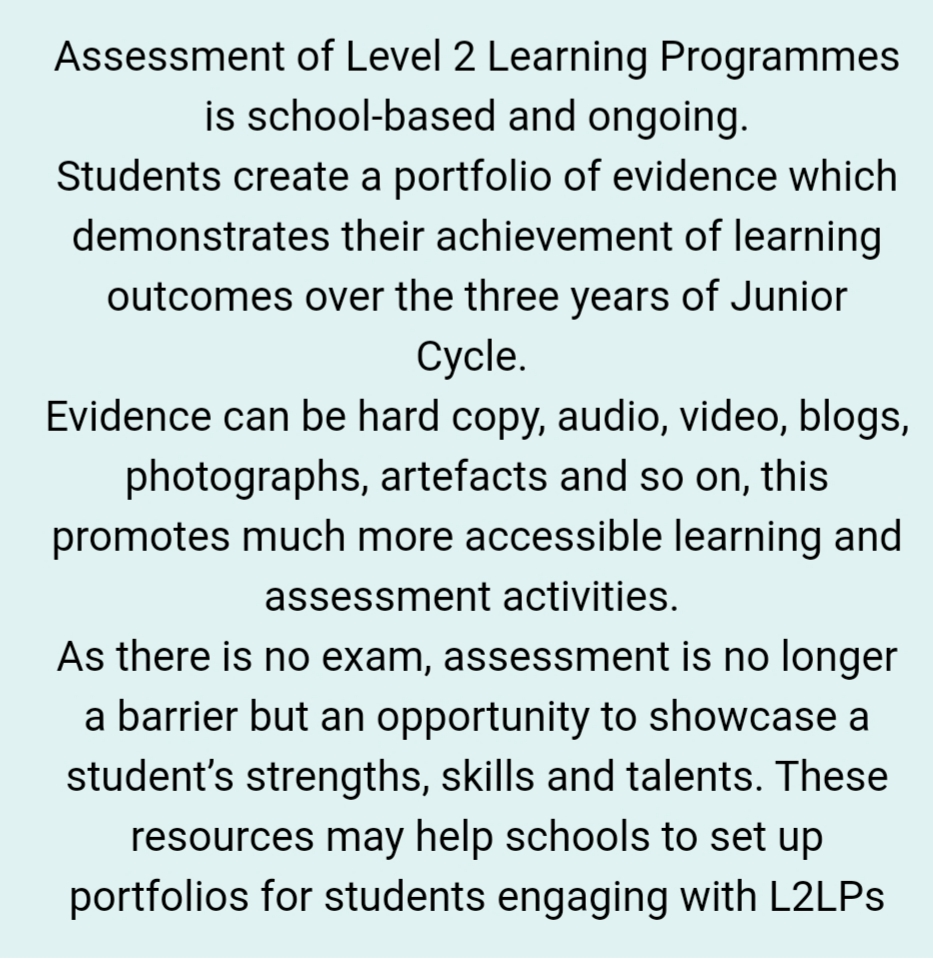 Assessment of Level 2 Learning Programmes
is school-based and ongoing.
Students create a portfolio of evidence which
demonstrates their achievement of learning
outcomes over the three years of Junior
Cycle.
Evidence can be hard copy, audio, video, blogs,
photographs, artefacts and so on, this
promotes much more accessible learning and
assessment activities.
As there is no exam, assessment is no longer
a barrier but an opportunity to showcase a
student’s strengths, skills and talents. These
resources may help schools to set up
portfolios for students engaging with L2LPs